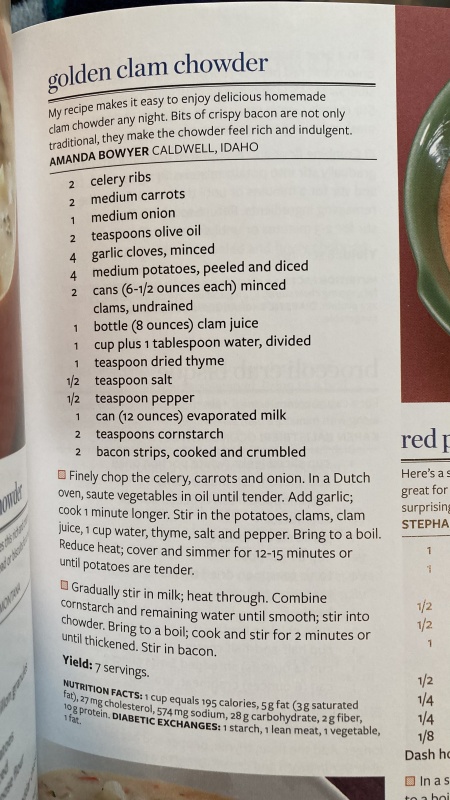 golden clam chowder
My recipe makes it easy to enjoy delicious homemade
clam chowder any night. Bits of crispy bacon are not only
traditional, they make the chowder feel rich and indulgent.
AMANDA BOWYER CALDWELL, IDAHO
2 celery ribs
2 medium carrots
1 medium onion
2 teaspoons olive oil
4 garlic cloves, minced
4 medium potatoes, peeled and diced
2 cans (6-1/2 ounces each) minced
clams, undrained
1 bottle (8 ounces) clam juice
1 cup plus 1 tablespoon water, divided
1 teaspoon dried thyme
1/2 teaspoon salt
1/2 teaspoon pepper
1 can (12 ounces) evaporated milk
2 teaspoons cornstarch
2 bacon strips, cooked and crumbled
Finely chop the celery, carrots and onion. In a Dutch
oven, saute vegetables in oil until tender. Add garlic;
cook 1 minute longer. Stir in the potatoes, clams, clam
juice, 1 cup water, thyme, salt and pepper. Bring to a boil.
Reduce heat; cover and simmer for 12-15 minutes or
until potatoes are tender.
Gradually stir in milk; heat through. Combine
cornstarch and remaining water until smooth; stir into
chowder. Bring to a boil; cook and stir for 2 minutes or
until thickened. Stir in bacon.
Yield: 7 servings.
NUTRITION FACTS: 1 cup equals 195 calories, 5 g fat (3 g saturated
fat), 27 mg cholesterol, 574 mg sodium, 28 g carbohydrate, 2 g fiber,
10 g protein. DIABETIC EXCHANGES: 1 starch, 1 lean meat, 1 vegetable,
1 fat.
red p
Here's a s
great for
surprising
STEPHA
1
1
1/2
1/2
1
1/2
1/4
1/4
1/8
Dash h
In a s
to a boi